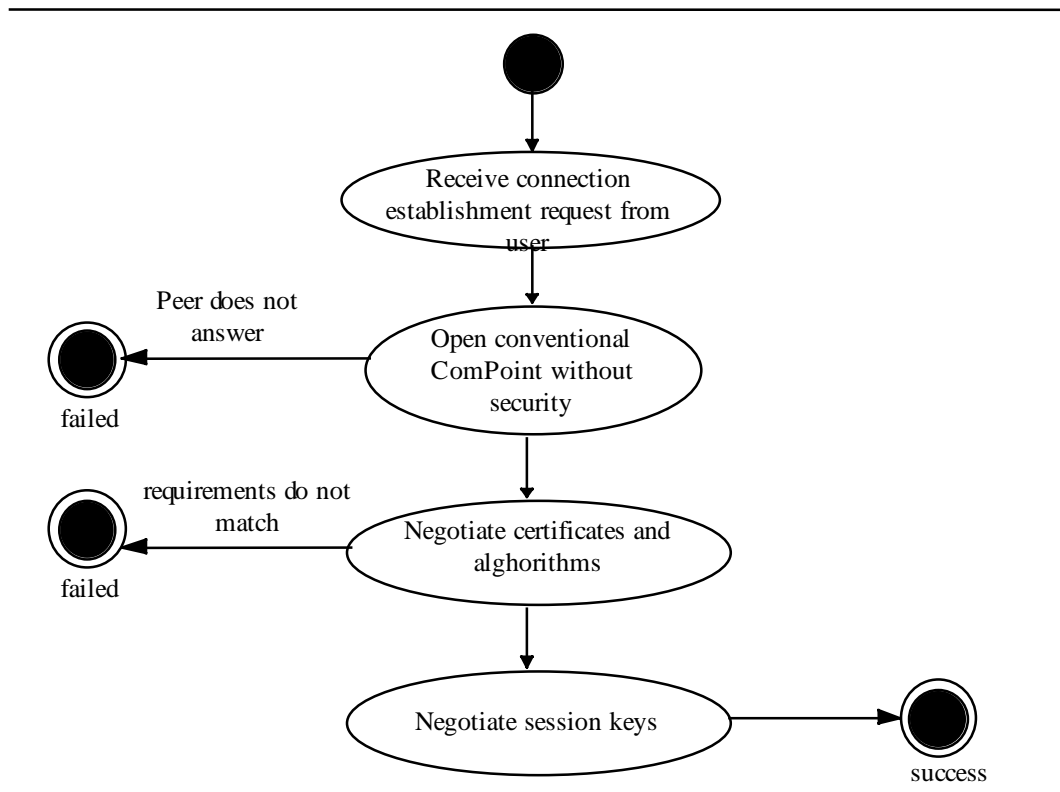 Receive connection
establishment request from
user
Peer does not
answer
Open conventional
ComPoint without
security
failed
requirements do not
match
Negotiate certificates and
alghorithms
failed
Negotiate session keys
success